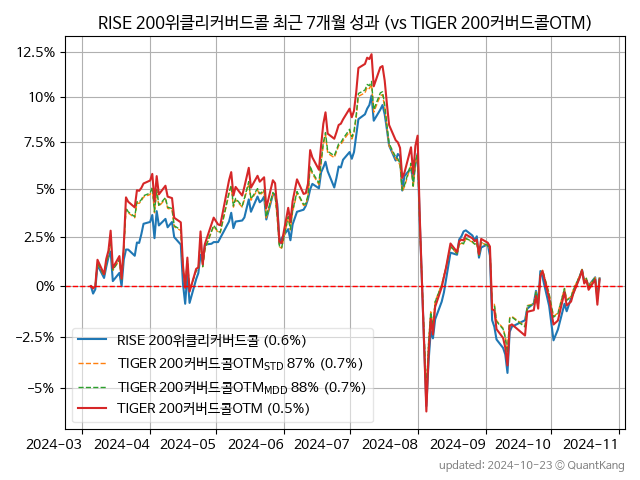 RISE 200위클리커버드콜 최근 7개월 성과 (vs TIGER 200커버드콜OTM)
12.5%
10%
7.5%
5%
2.5%
0%
−2.5%
−5%
RISE 200위클리커버드콜 (0.6%)
TIGER 200커버드콜OTM_STD 87% (0.7%)
TIGER 200커버드콜OTM_MDD 88% (0.7%)
TIGER 200커버드콜OTM (0.5%)
2024-03 2024-04 2024-05 2024-06 2024-07 2024-08 2024-09 2024-10 2024-11
updated: 2024-10-23 © QuantKang